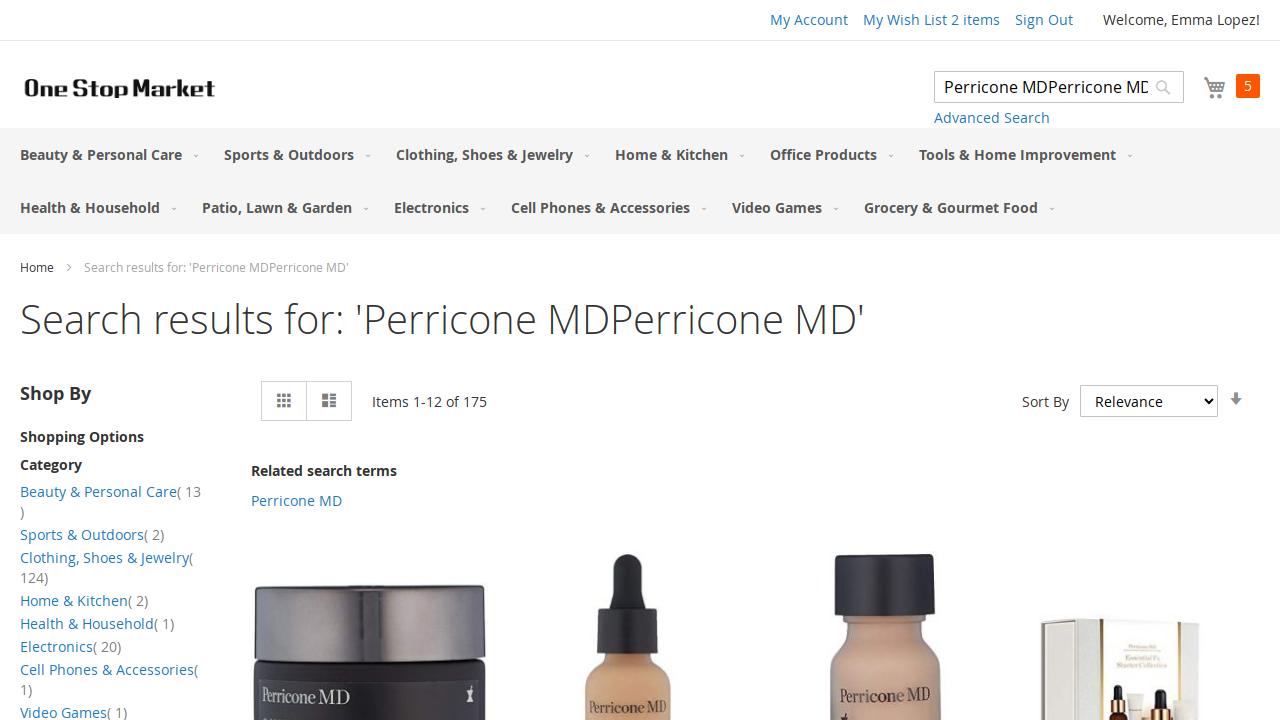 My Account My Wish List 2 items Sign Out Welcome, Emma Lopez!
One Stop Market
Perricone MDPerricone MD
5
Advanced Search
Beauty & Personal Care Sports & Outdoors Clothing, Shoes & Jewelry Home & Kitchen Office Products Tools & Home Improvement
Health & Household Patio, Lawn & Garden Electronics Cell Phones & Accessories Video Games Grocery & Gourmet Food
Home Search results for: 'Perricone MDPerricone MD'
Search results for: 'Perricone MDPerricone MD'
Shop By
Items 1-12 of 175
Sort By Relevance
Shopping Options
Category
Beauty & Personal Care( 13
)
Sports & Outdoors( 2)
Clothing, Shoes & Jewelry(
124)
Home & Kitchen( 2)
Health & Household( 1)
Electronics( 20)
Cell Phones & Accessories(
1)
Video Games( 1)
Related search terms
Perricone MD
Perricone MD
Perricone MD
Perricone MD
Perricone MD
Essential Fx
Starter Collection